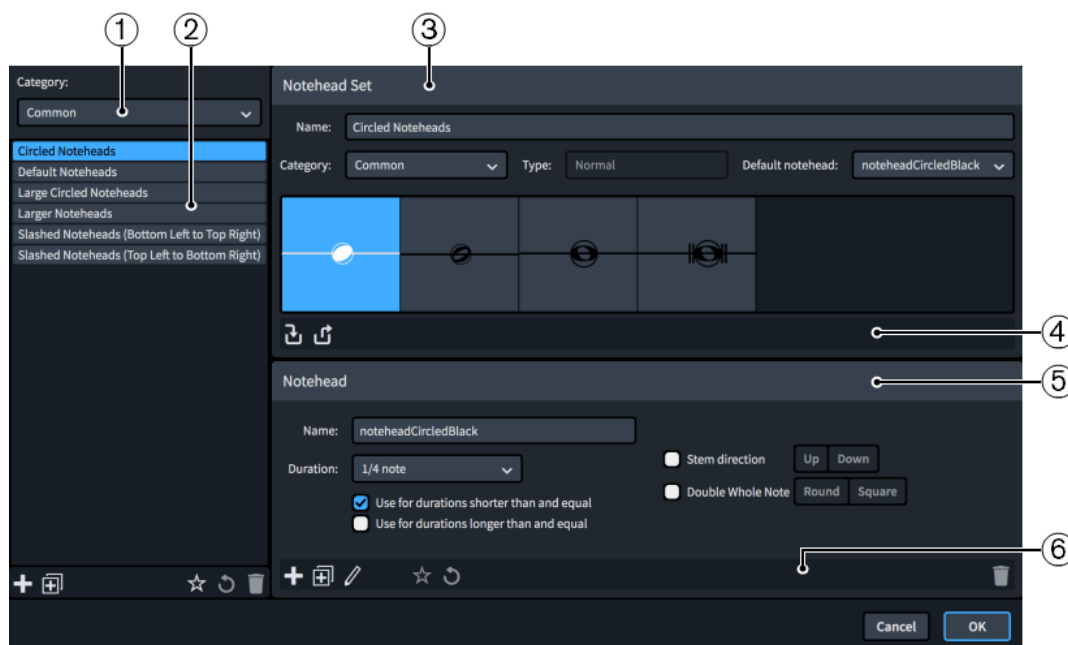 ① ② ③
Category:
Common
Circled Noteheads
Default Noteheads
Large Circled Noteheads
Larger Noteheads
Slashed Noteheads (Bottom Left to Top Right)
Slashed Noteheads (Top Left to Bottom Right)
Notehead Set
Name: Circled Noteheads
Category: Common Type: Normal Default notehead: noteheadCircledBlack
④
⑤
Notehead
Name: noteheadCircledBlack
Duration: 1/4 note
Use for durations shorter than and equal
Use for durations longer than and equal
Stem direction Up Down
Double Whole Note Round Square
⑥
Cancel OK